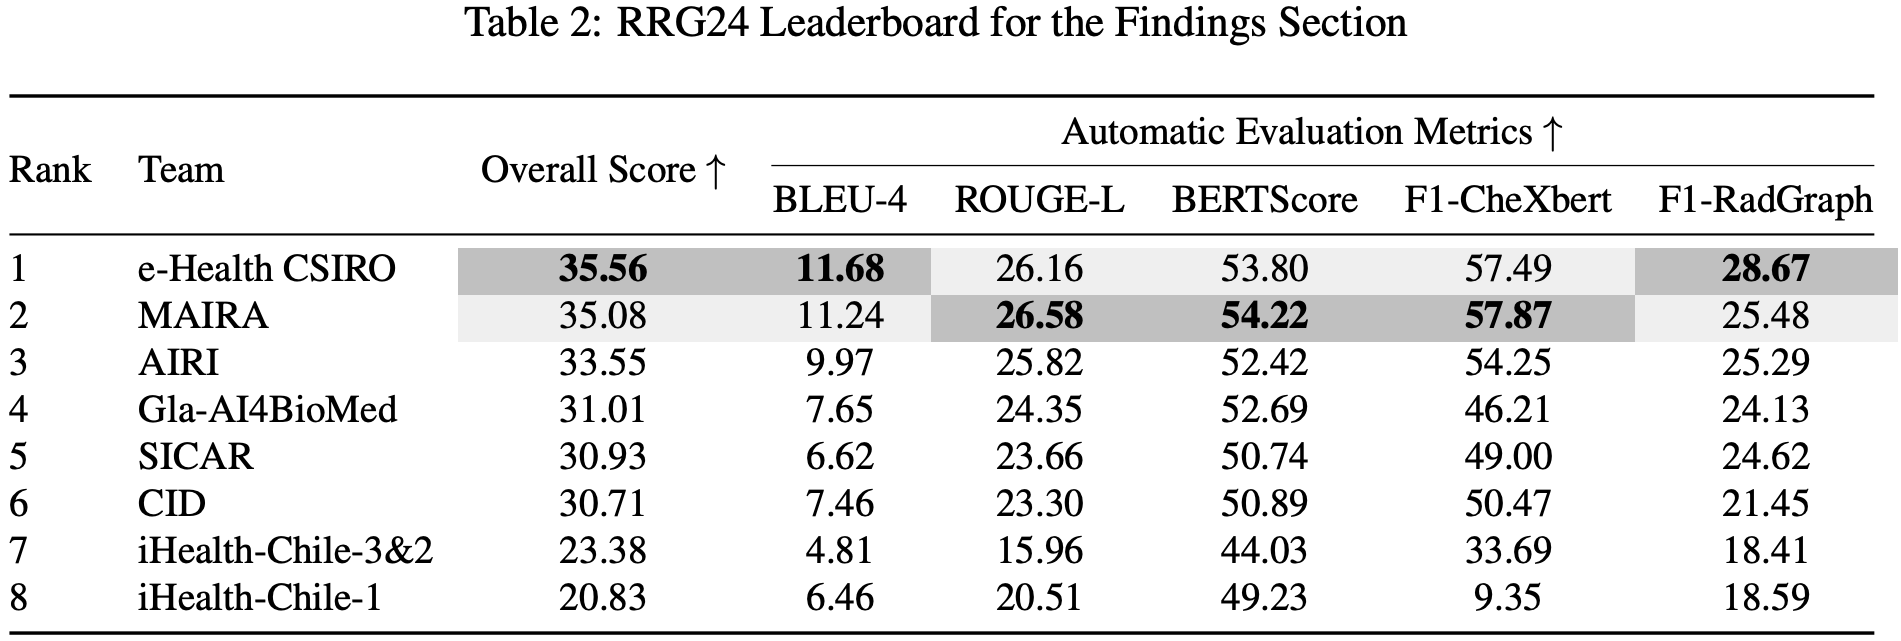 Table 2: RRG24 Leaderboard for the Findings Section
Automatic Evaluation Metrics ↑
Rank Team Overall Score ↑
BLEU-4 ROUGE-L BERTScore F1-CheXbert F1-RadGraph
1 e-Health CSIRO 35.56 11.68 26.16 53.80 57.49 28.67
2 MAIRA 35.08 11.24 26.58 54.22 57.87 25.48
3 AIRI 33.55 9.97 25.82 52.42 54.25 25.29
4 Gla-AI4BioMed 31.01 7.65 24.35 52.69 46.21 24.13
5 SICAR 30.93 6.62 23.66 50.74 49.00 24.62
6 CID 30.71 7.46 23.30 50.89 50.47 21.45
7 iHealth-Chile-3&2 23.38 4.81 15.96 44.03 33.69 18.41
8 iHealth-Chile-1 20.83 6.46 20.51 49.23 9.35 18.59